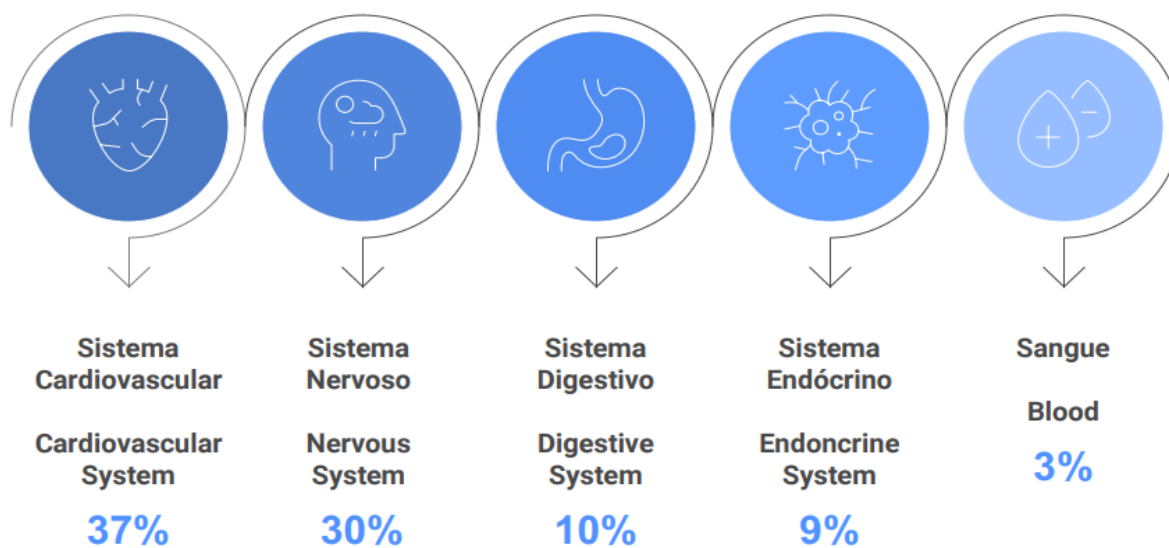 Sistema
Cardiovascular
Cardiovascular
System
37%
Sistema
Nervoso
Nervous
System
30%
Sistema
Digestivo
Digestive
System
10%
Sistema
Endócrino
Endoncrine
System
9%
Sangue
Blood
3%